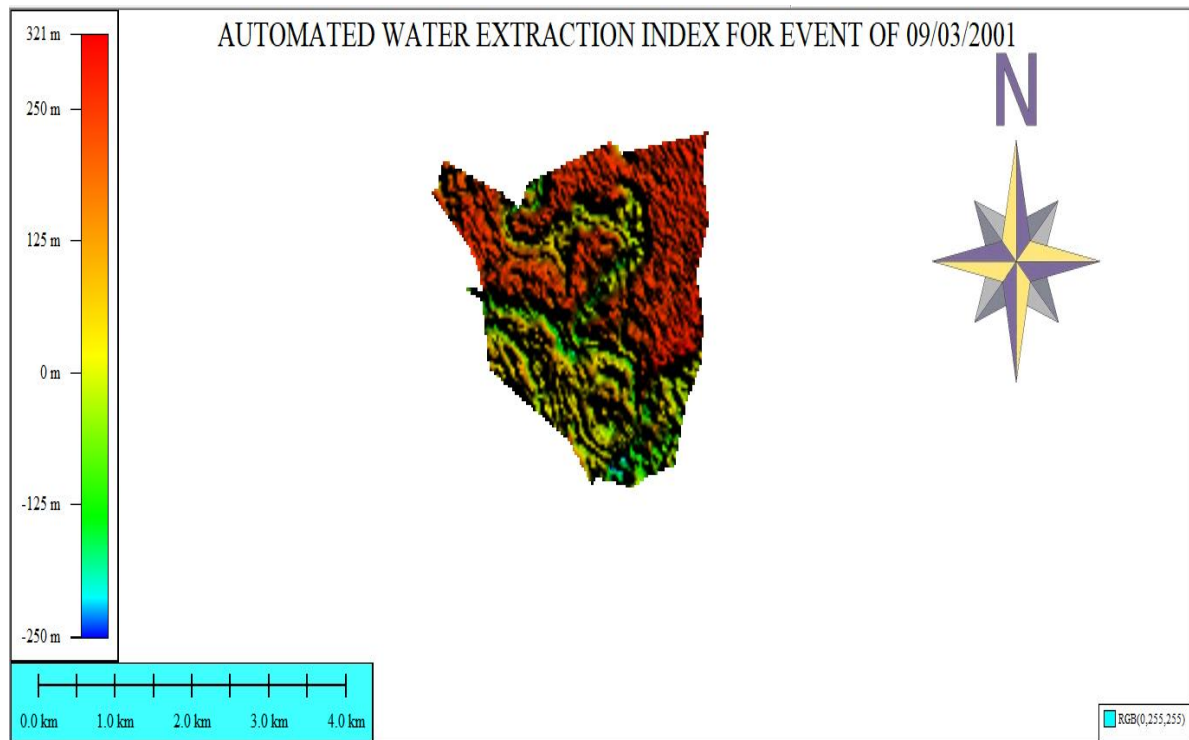 AUTOMATED WATER EXTRACTION INDEX FOR EVENT OF 09/03/2001
321 m
250 m
125 m
0 m
-125 m
-250 m
N
0.0 km 1.0 km 2.0 km 3.0 km 4.0 km
RGB(0,255,255)